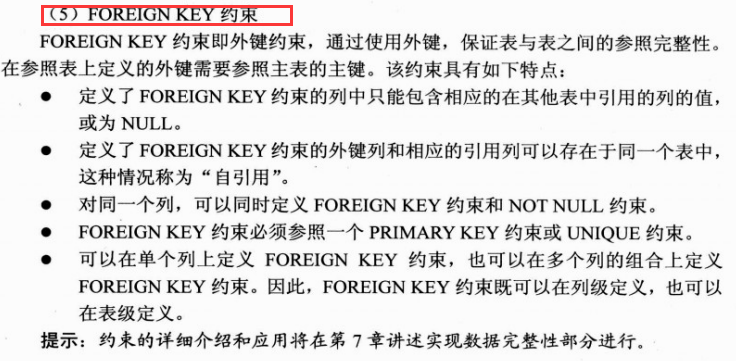 （5）FOREIGN KEY 约束
FOREIGN KEY 约束即外键约束，通过使用外键，保证表与表之间的参照完整性。
在参照表上定义的外键需要参照主表的主键。该约束具有如下特点：
● 定义了 FOREIGN KEY 约束的列中只能包含相应的在其他表中引用的列的值，
或为 NULL。
● 定义了 FOREIGN KEY 约束的外键列和相应的引用列可以存在于同一个表中，
这种情况称为“自引用”。
● 对同一个列，可以同时定义 FOREIGN KEY 约束和 NOT NULL 约束。
● FOREIGN KEY 约束必须参照一个 PRIMARY KEY 约束或 UNIQUE 约束。
● 可以在单个列上定义 FOREIGN KEY 约束，也可以在多个列的组合上定义
FOREIGN KEY 约束。因此，FOREIGN KEY 约束既可以在列级定义，也可以
在表级定义。
提示：约束的详细介绍和应用将在第 7 章讲述实现数据完整性部分进行。